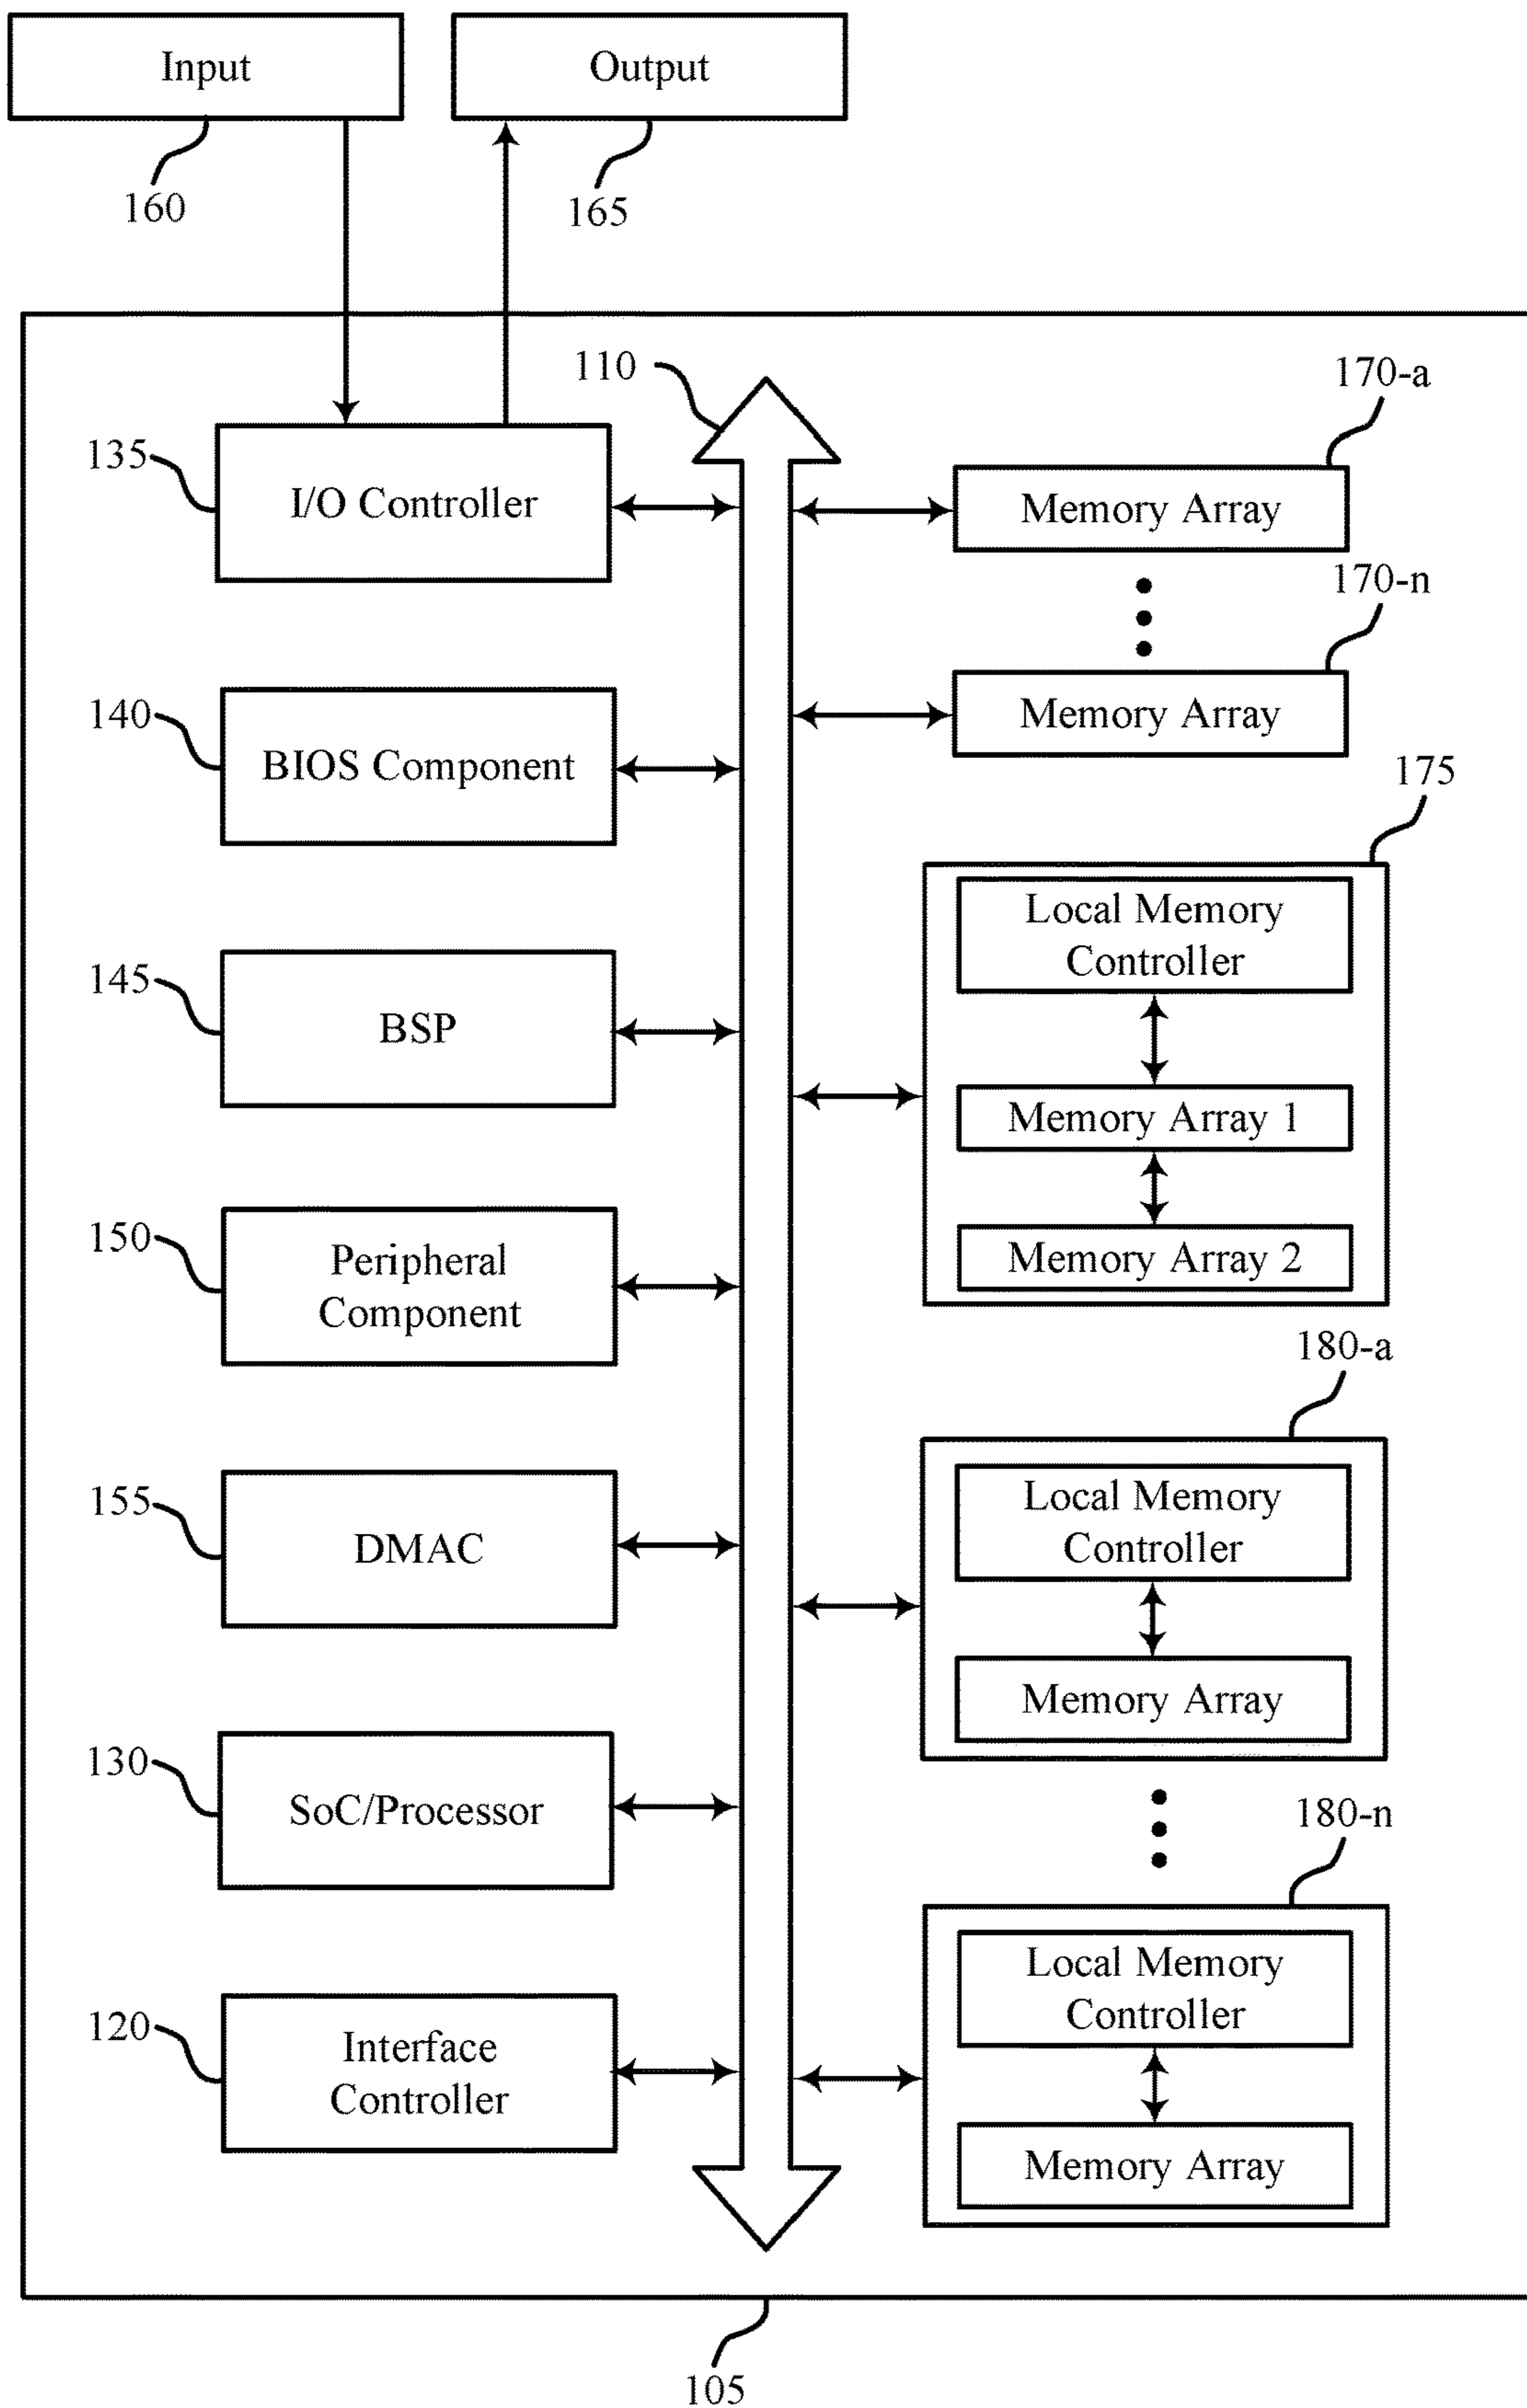 Input
Output
160
165
110
170-a
135
I/O Controller
Memory Array
170-n
140
BIOS Component
Memory Array
175
Local Memory
Controller
145
BSP
Memory Array 1
150
Peripheral
Component
Memory Array 2
180-a
155
DMAC
Local Memory
Controller
Memory Array
130
SoC/Processor
180-n
120
Interface
Controller
Local Memory
Controller
Memory Array
105